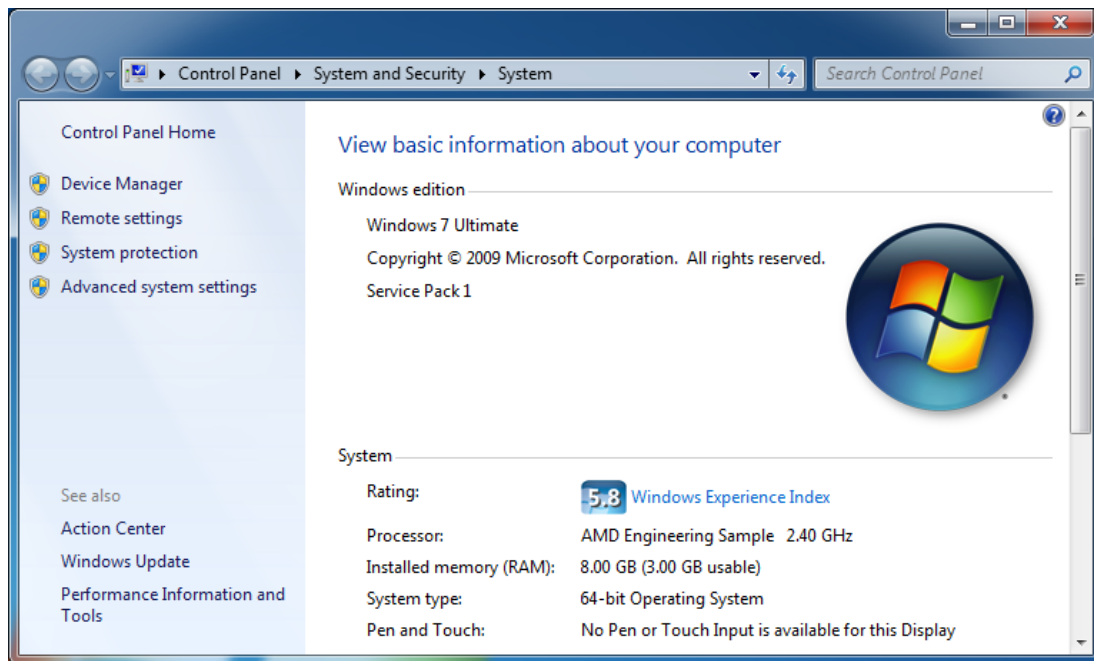 Control Panel ▸ System and Security ▸ System
Search Control Panel
Control Panel Home
Device Manager
Remote settings
System protection
Advanced system settings
See also
Action Center
Windows Update
Performance Information and
Tools
View basic information about your computer
Windows edition
Windows 7 Ultimate
Copyright © 2009 Microsoft Corporation.  All rights reserved.
Service Pack 1
System
Rating:
5,8 Windows Experience Index
Processor:
AMD Engineering Sample   2.40 GHz
Installed memory (RAM):
8.00 GB (3.00 GB usable)
System type:
64-bit Operating System
Pen and Touch:
No Pen or Touch Input is available for this Display